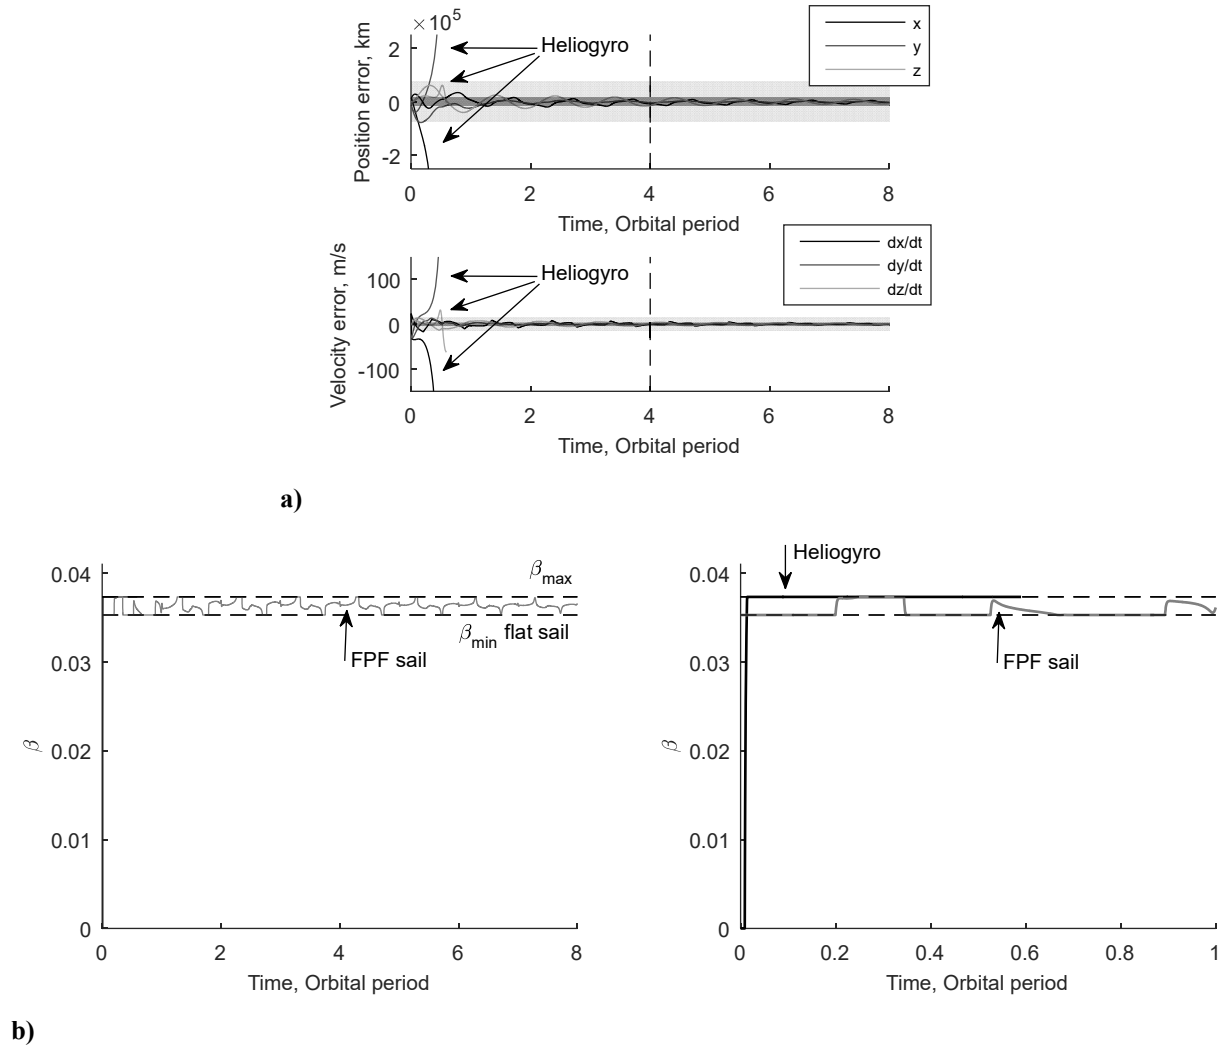 ×10⁵
Position error, km
2
0
-2
Heliogyro
x
y
z
0 2 4 6 8
Time, Orbital period
Velocity error, m/s
100
0
-100
Heliogyro
dx/dt
dy/dt
dz/dt
0 2 4 6 8
Time, Orbital period
a)
β
0.04
0.03
0.02
0.01
0
βmax
βmin flat sail
FPF sail
0 2 4 6 8
Time, Orbital period
β
0.04
0.03
0.02
0.01
0
Heliogyro
FPF sail
0 0.2 0.4 0.6 0.8 1
Time, Orbital period
b)